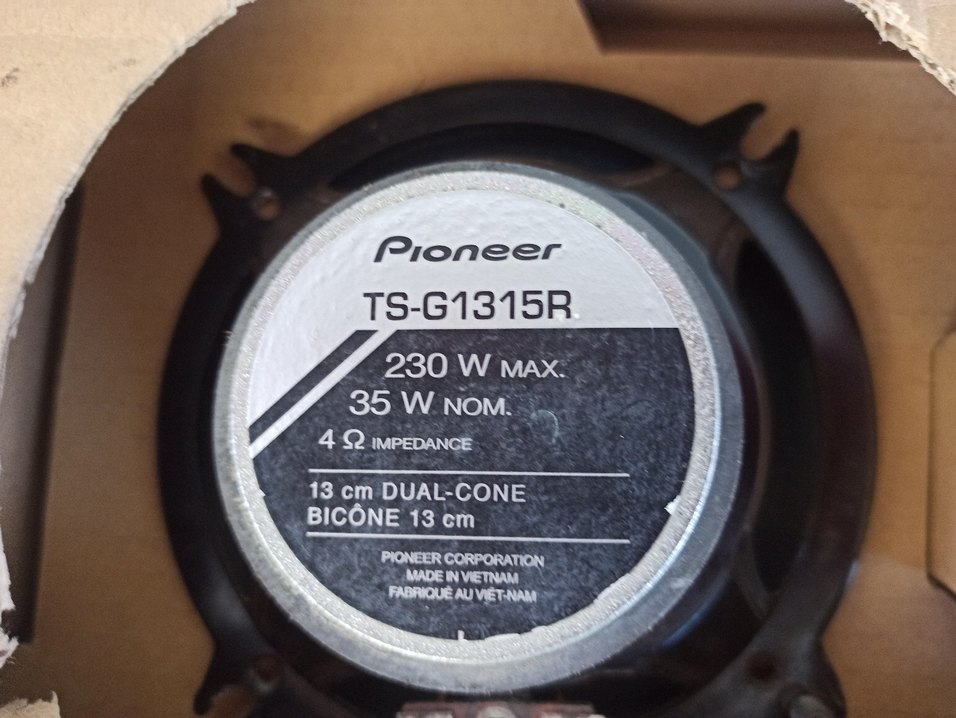 Pioneer
TS-G1315R
230 W MAX.
35 W NOM.
4 Ω IMPEDANCE
13 cm DUAL-CONE
BICÔNE 13 cm
PIONEER CORPORATION
MADE IN VIETNAM
FABRIQUÉ AU VIÊT-NAM